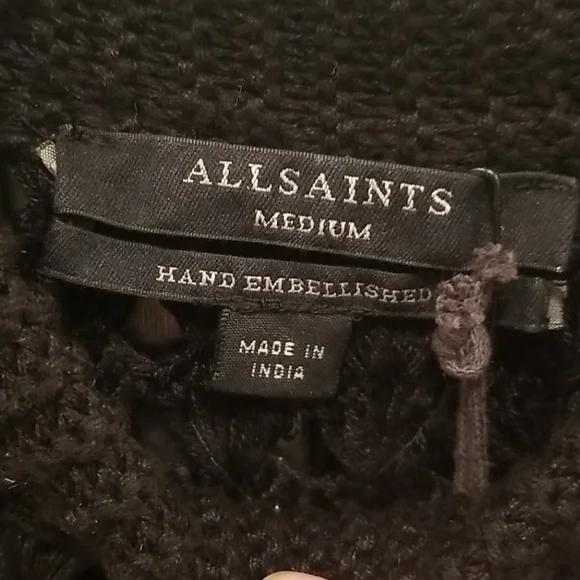 ALLSAINTS
MEDIUM
HAND EMBELLISHED
MADE IN
INDIA